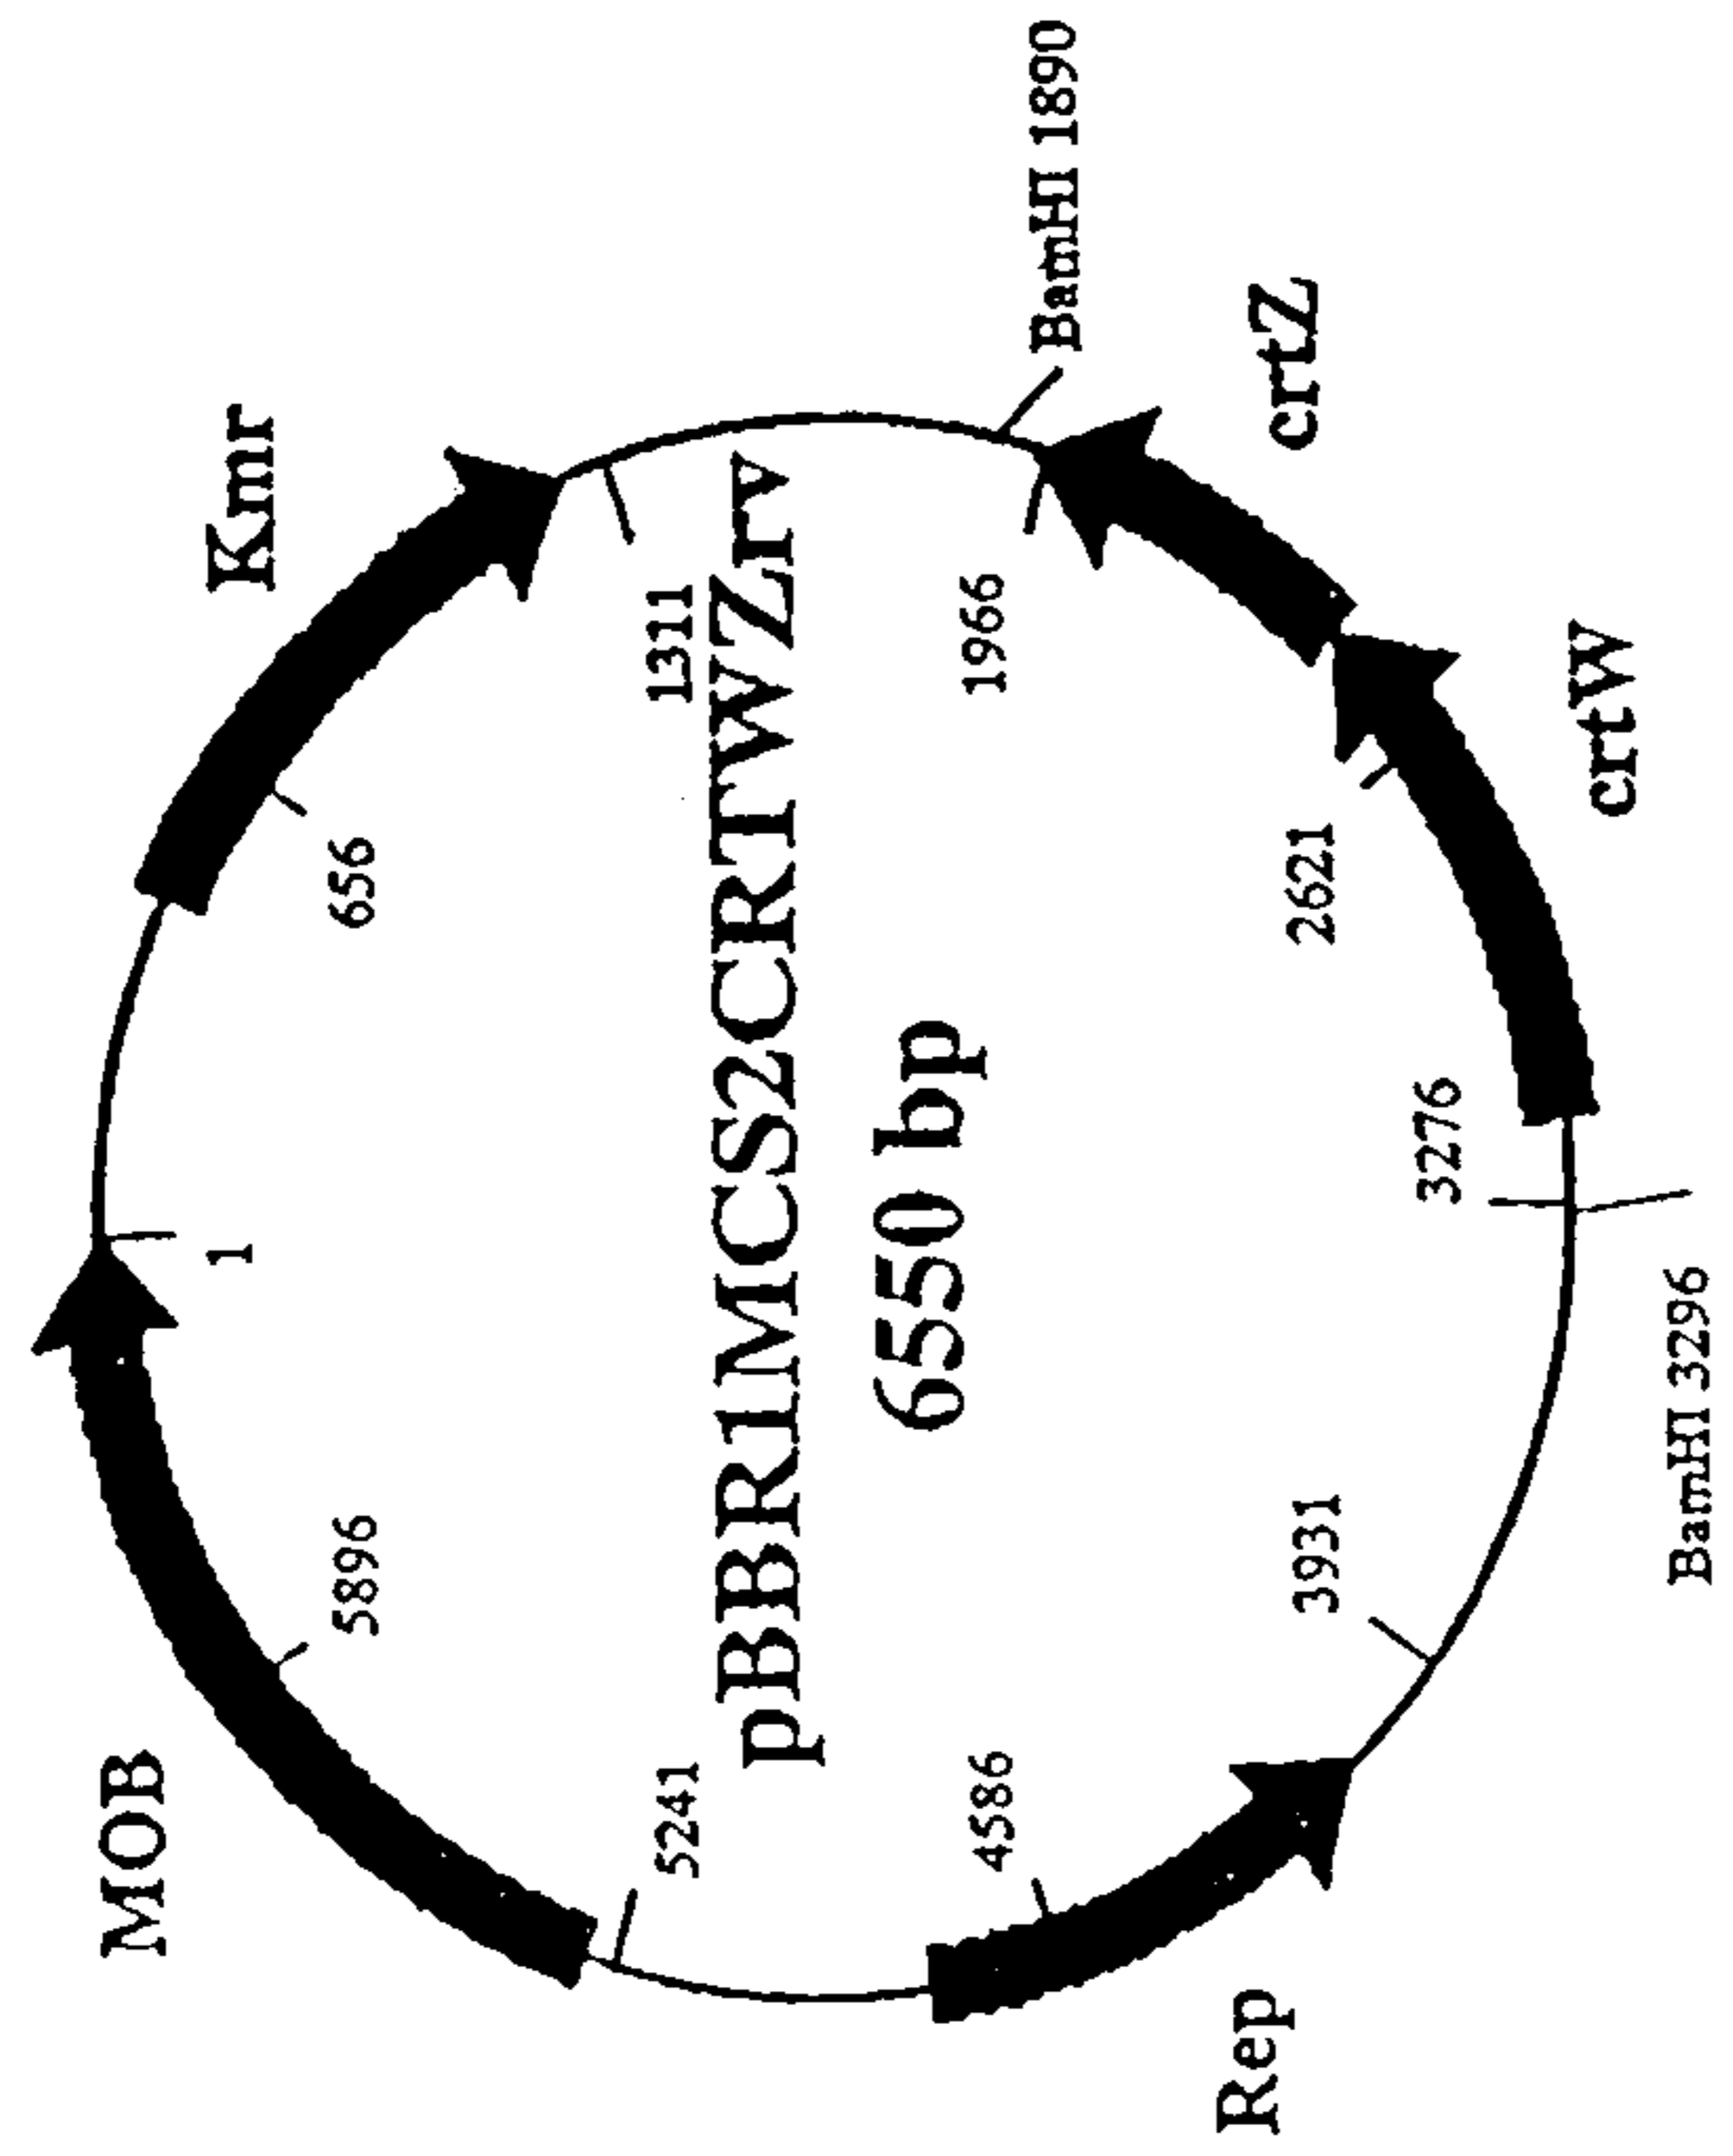 pBBR1MCS2CRTWZrv
6550 bp
1
Kmr
656
1311
BamHI 1890
1966
crtZ
2621
crtW
3276
BamHI 3296
3931
Rep
4586
5241
MOB
5896